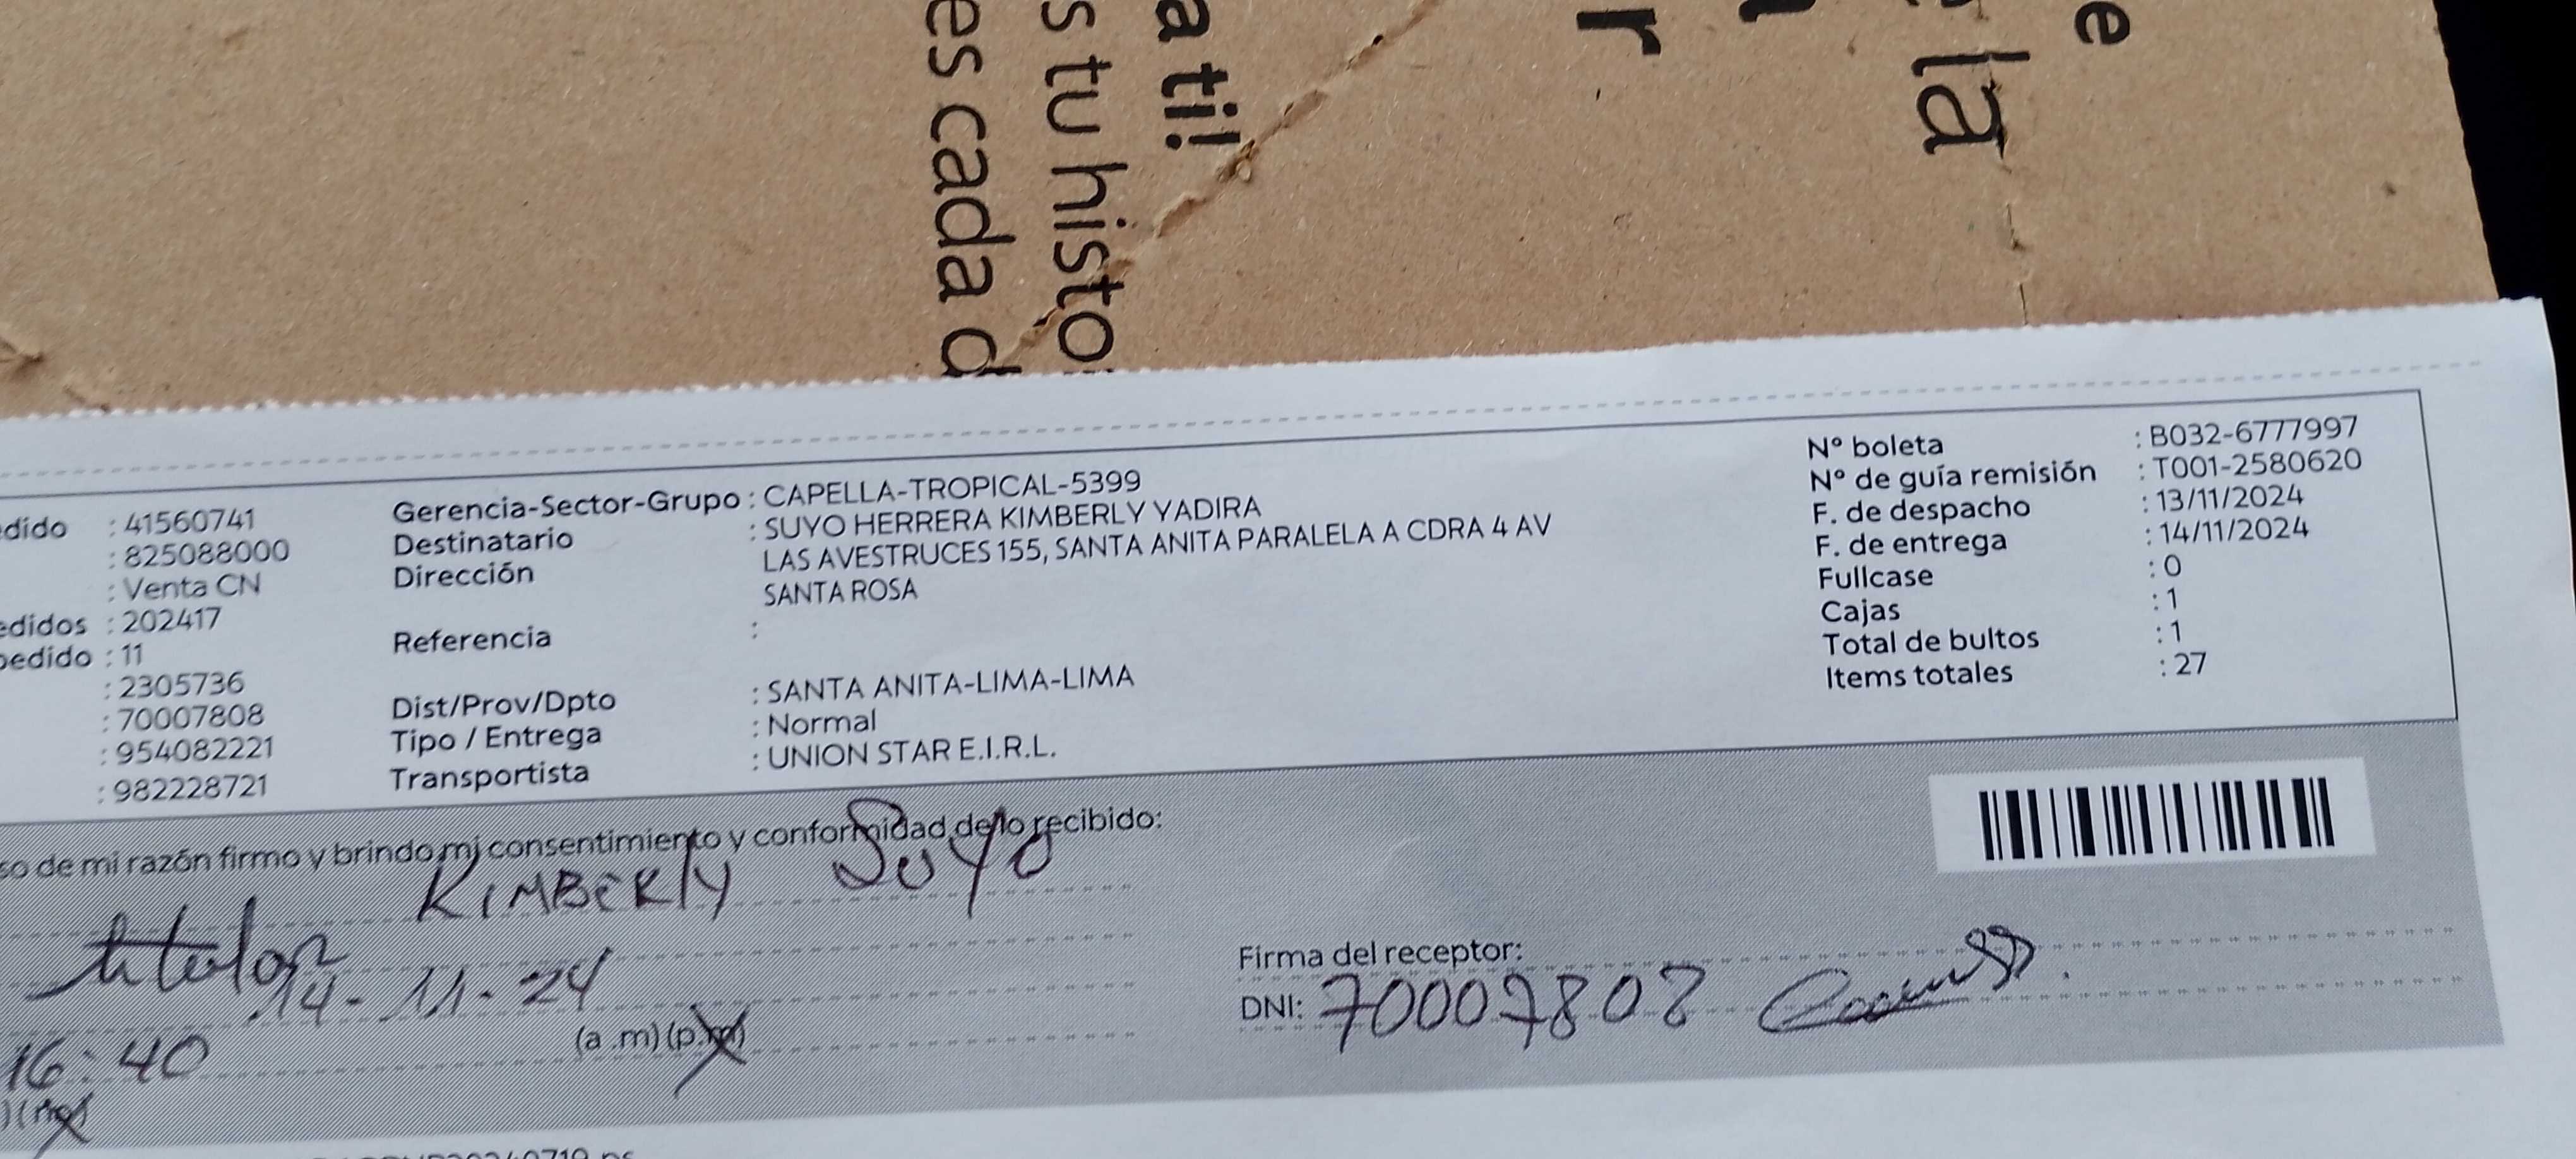 es cada d
s tu histo
a ti!
r
la
e
edido : 41560741
: 825088000
: Venta CN
edidos : 202417
pedido : 11
: 2305736
: 70007808
: 954082221
: 982228721
Gerencia-Sector-Grupo : CAPELLA-TROPICAL-5399
Destinatario : SUYO HERRERA KIMBERLY YADIRA
Dirección LAS AVESTRUCES 155, SANTA ANITA PARALELA A CDRA 4 AV
SANTA ROSA
Referencia :
Dist/Prov/Dpto : SANTA ANITA-LIMA-LIMA
Tipo / Entrega : Normal
Transportista : UNION STAR E.I.R.L.
Nº boleta : B032-6777997
Nº de guía remisión : T001-2580620
F. de despacho : 13/11/2024
F. de entrega : 14/11/2024
Fullcase : 0
Cajas : 1
Total de bultos : 1
Items totales : 27
so de mi razón firmo y brindo mi consentimiento y conformidad de lo recibido:
KIMBERLY SUYO
titular
14-11-24
16:40 (a .m) (p.m)
Firma del receptor:
DNI: 70007808